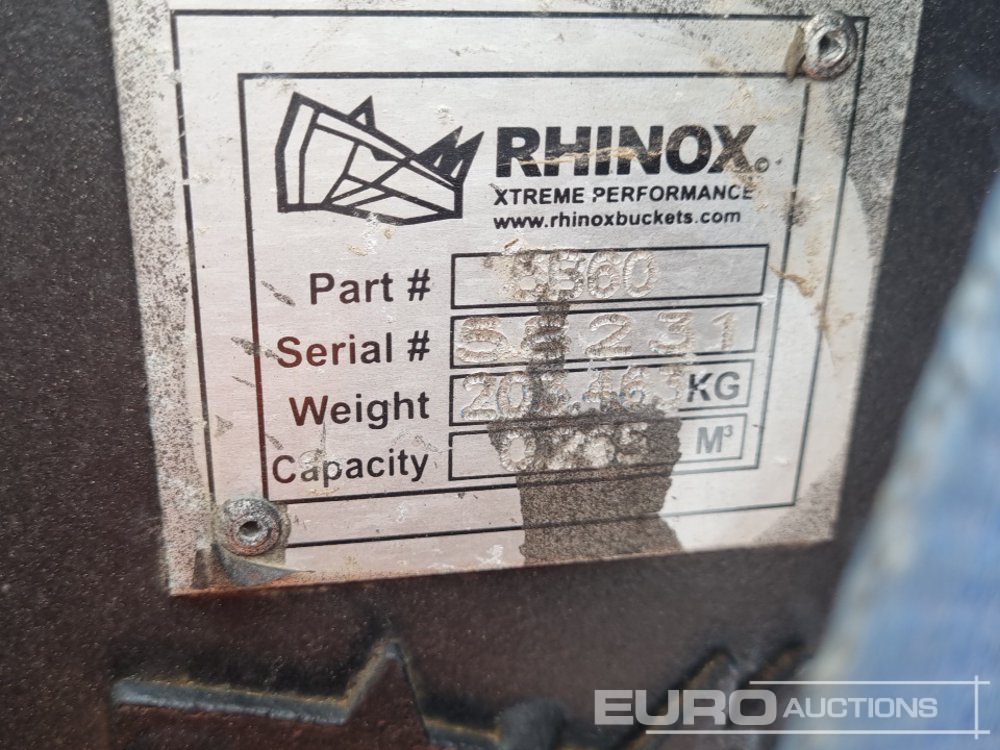 RHINOX
XTREME PERFORMANCE
www.rhinoxbuckets.com
Part #
Serial #
Weight KG
Capacity M³
EURO AUCTIONS